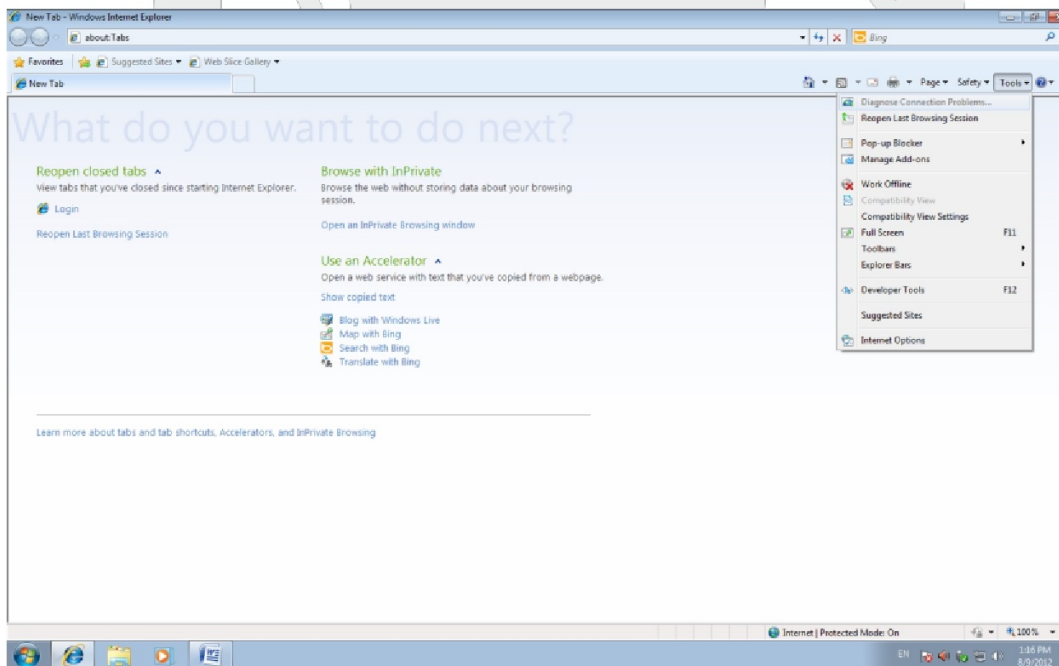 New Tab - Windows Internet Explorer
about:Tabs
Bing
Favorites
Suggested Sites
Web Slice Gallery
New Tab
Page
Safety
Tools
What do you want to do next?
Reopen closed tabs
View tabs that you've closed since starting Internet Explorer.
Login
Reopen Last Browsing Session
Browse with InPrivate
Browse the web without storing data about your browsing
session.
Open an InPrivate Browsing window
Use an Accelerator
Open a web service with text that you've copied from a webpage.
Show copied text
Blog with Windows Live
Map with Bing
Search with Bing
Translate with Bing
Learn more about tabs and tab shortcuts, Accelerators, and InPrivate Browsing
Diagnose Connection Problems...
Reopen Last Browsing Session
Pop-up Blocker
Manage Add-ons
Work Offline
Compatibility View
Compatibility View Settings
Full Screen F11
Toolbars
Explorer Bars
Developer Tools F12
Suggested Sites
Internet Options
Internet | Protected Mode: On
100%
EN
1:16 PM
8/9/2012